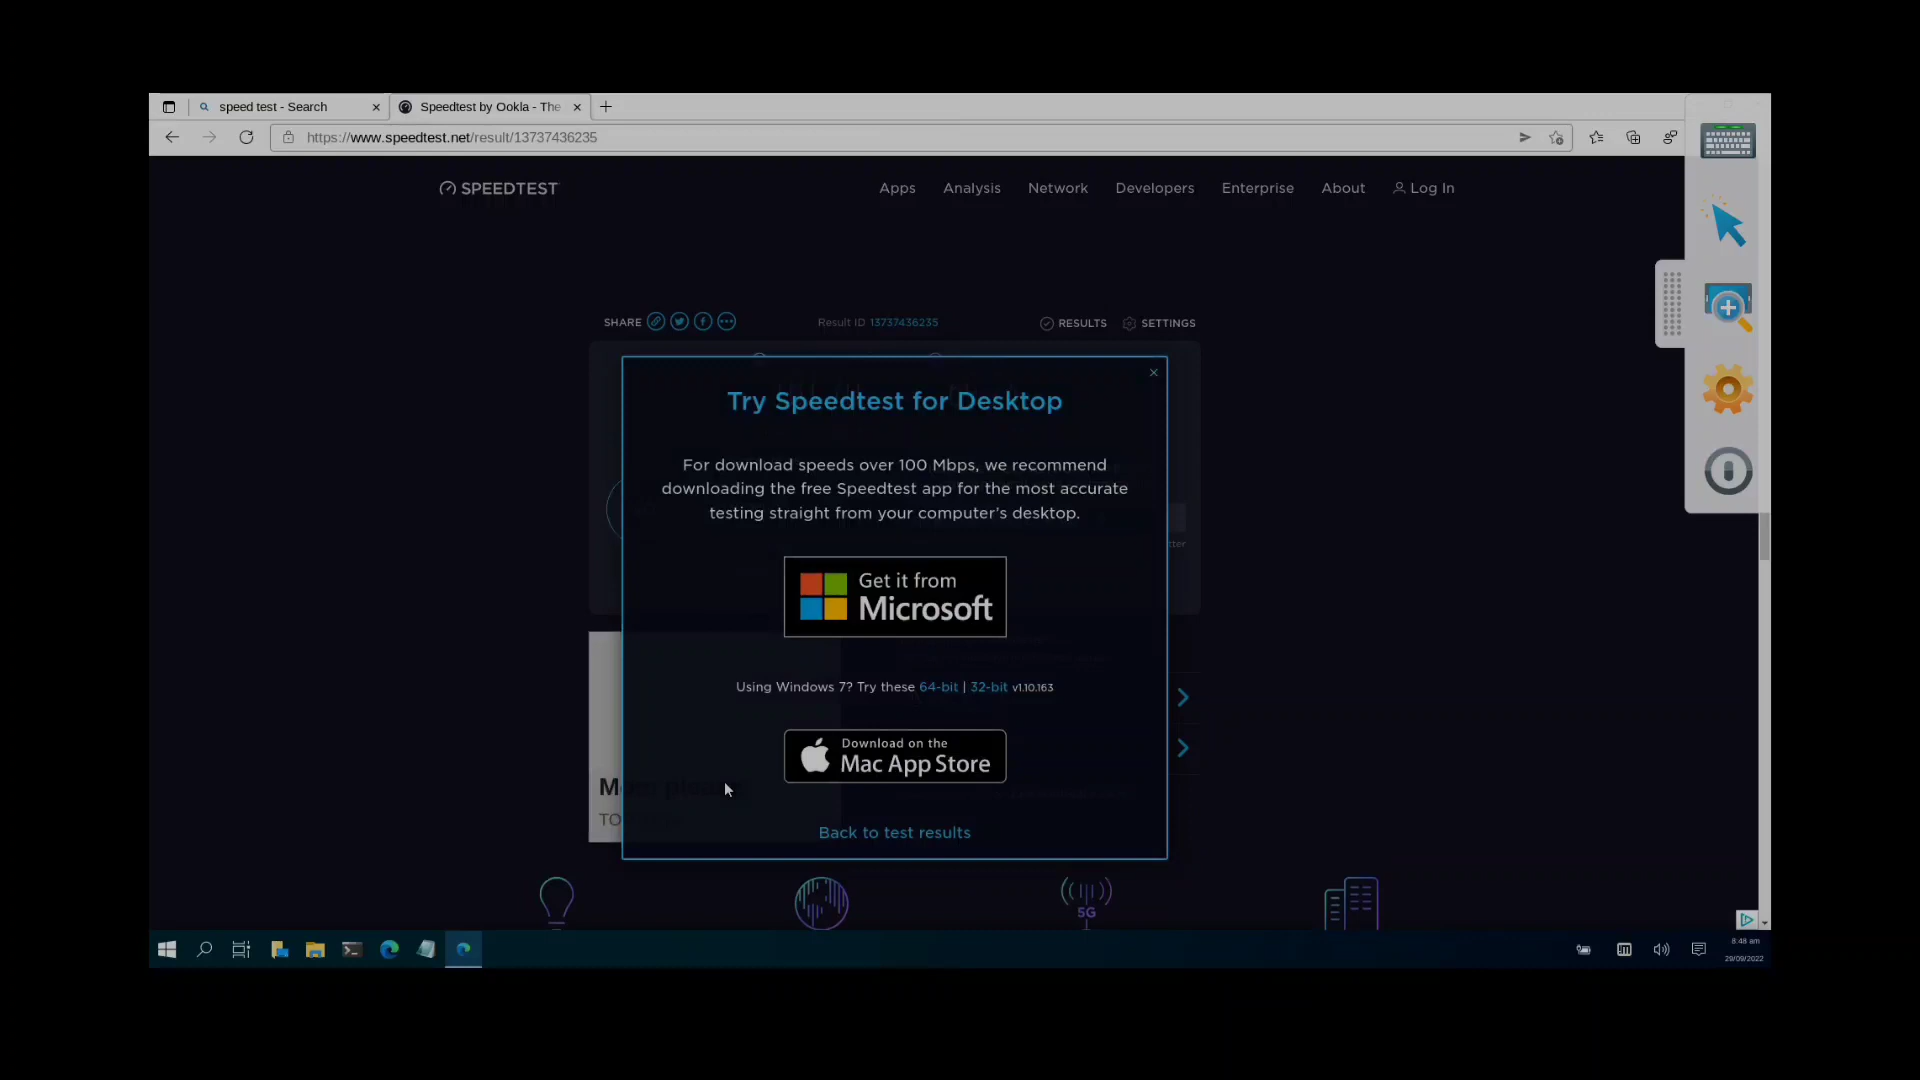 speed test - Search
Speedtest by Ookla - The
https://www.speedtest.net/result/13737436235
SPEEDTEST
Apps
Analysis
Network
Developers
Enterprise
About
Log In
SHARE
Result ID 13737436235
RESULTS
SETTINGS
Try Speedtest for Desktop
For download speeds over 100 Mbps, we recommend
downloading the free Speedtest app for the most accurate
testing straight from your computer's desktop.
Get it from
Microsoft
Using Windows 7? Try these 64-bit | 32-bit v1.10.163
Download on the
Mac App Store
Back to test results
5G
8:48 am
29/09/2022